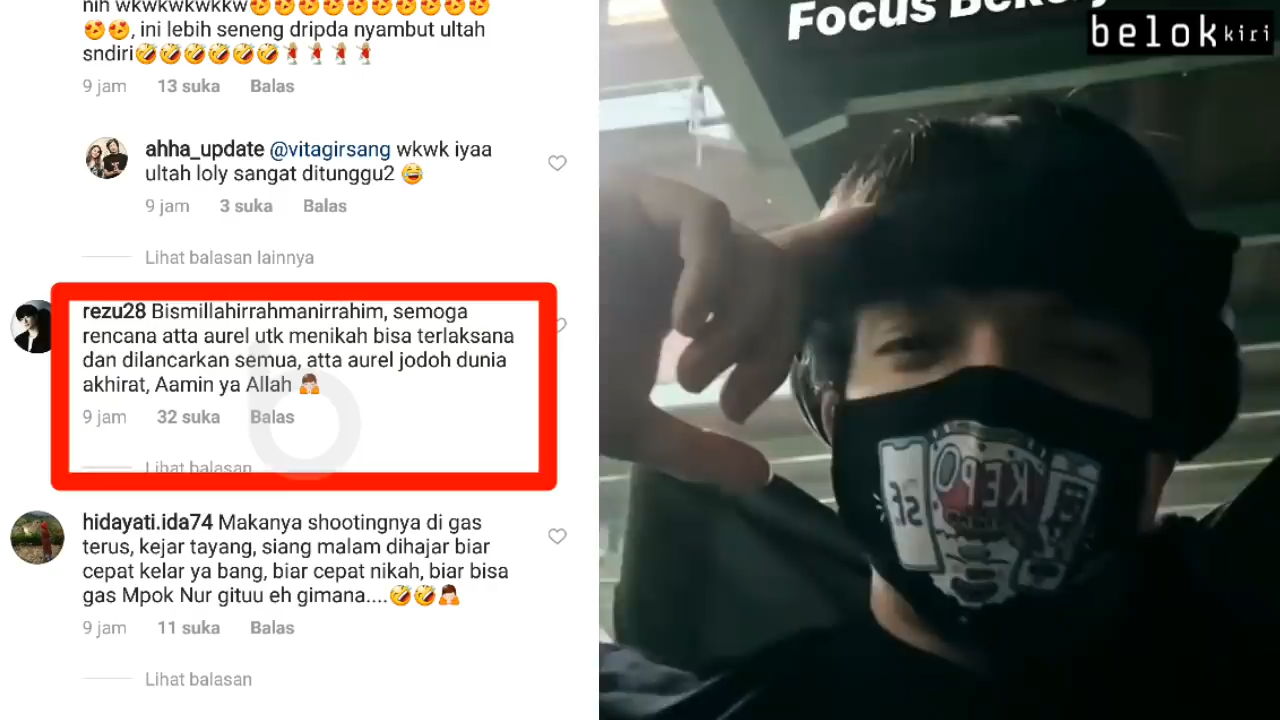 nih wkwkwkwkkw😍😍😍😍😍😍😍😍😍😍
😍😍, ini lebih seneng dripda nyambut ultah
sndiri🤣🤣🤣🤣🤣🤣💃💃💃💃
9 jam 13 suka Balas
ahha_update @vitagirsang wkwk iyaa
ultah loly sangat ditunggu2 😂
9 jam 3 suka Balas
Lihat balasan lainnya
rezu28 Bismillahirrahmanirrahim, semoga
rencana atta aurel utk menikah bisa terlaksana
dan dilancarkan semua, atta aurel jodoh dunia
akhirat, Aamin ya Allah 🙏
9 jam 32 suka Balas
Lihat balasan
hidayati.ida74 Makanya shootingnya di gas
terus, kejar tayang, siang malam dihajar biar
cepat kelar ya bang, biar cepat nikah, biar bisa
gas Mpok Nur gituu eh gimana....🤣🤣🙏
9 jam 11 suka Balas
Lihat balasan
Focus
belokkiri
KEPO